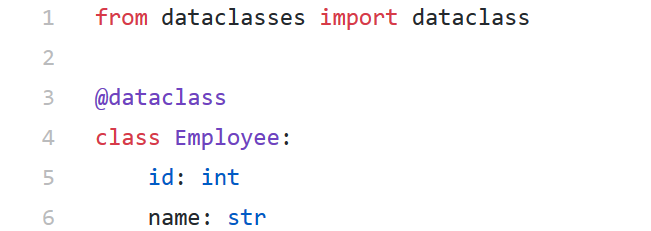 1 from dataclasses import dataclass
2
3 @dataclass
4 class Employee:
5     id: int
6     name: str